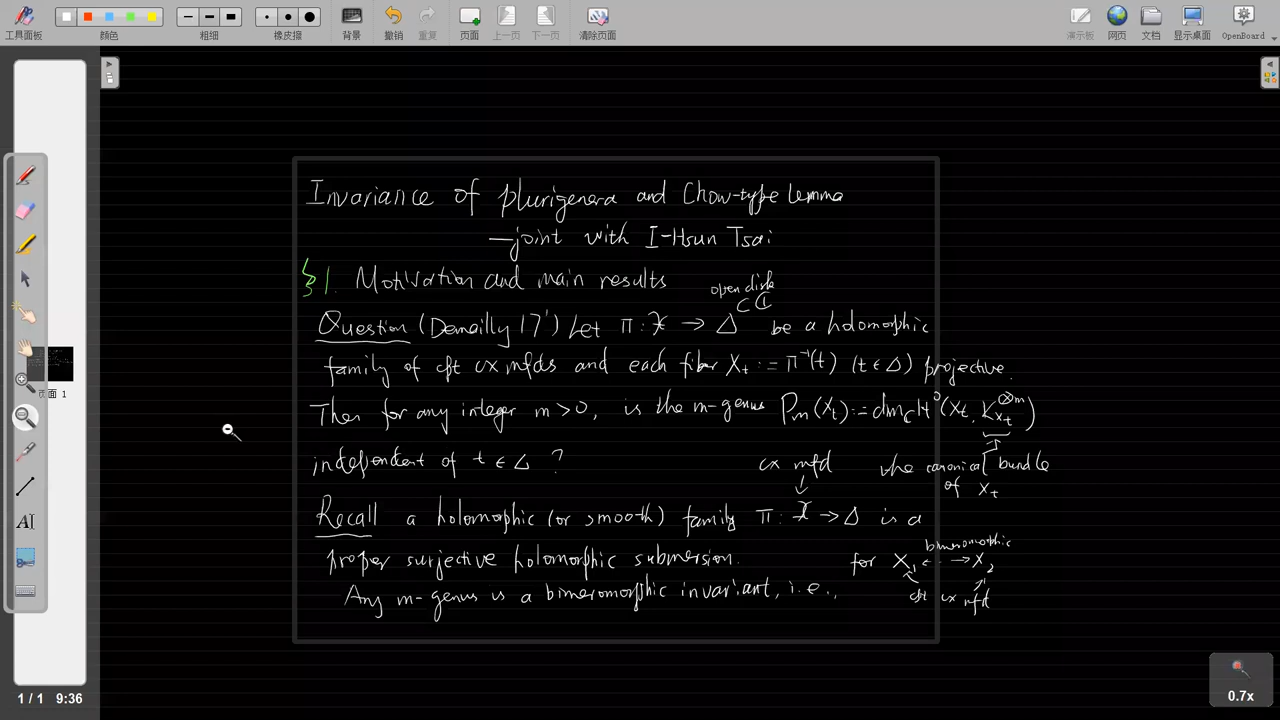 工具面板 颜色 粗细 橡皮擦 背景 撤销 重复 页面 上一页 下一页 清除页面 演示板 网页 文档 显示桌面 OpenBoard
Invariance of plurigenera and Chow-type Lemma
—joint with I-Hsun Tsai
§1. Motivation and main results
open disk
⊂ ℂ
Question (Demailly 17') Let π: 𝒳 → Δ be a holomorphic
family of cpt cx mfds and each fiber X_t := π⁻¹(t) (t ∈ Δ) projective.
Then for any integer m > 0, is the m-genus P_m(X_t) := dim_ℂ H⁰(X_t, K_{X_t}^{⊗m})
independent of t ∈ Δ ?
the canonical bundle
of X_t
cx mfd
Recall a holomorphic (or smooth) family π: 𝒳 → Δ is a
proper surjective holomorphic submersion.
Any m-genus is a bimeromorphic invariant, i.e.,
bimeromorphic
for X₁ ⇠⇢ X₂
cpt cx mfd
页面 1
1 / 1 9:36
0.7x